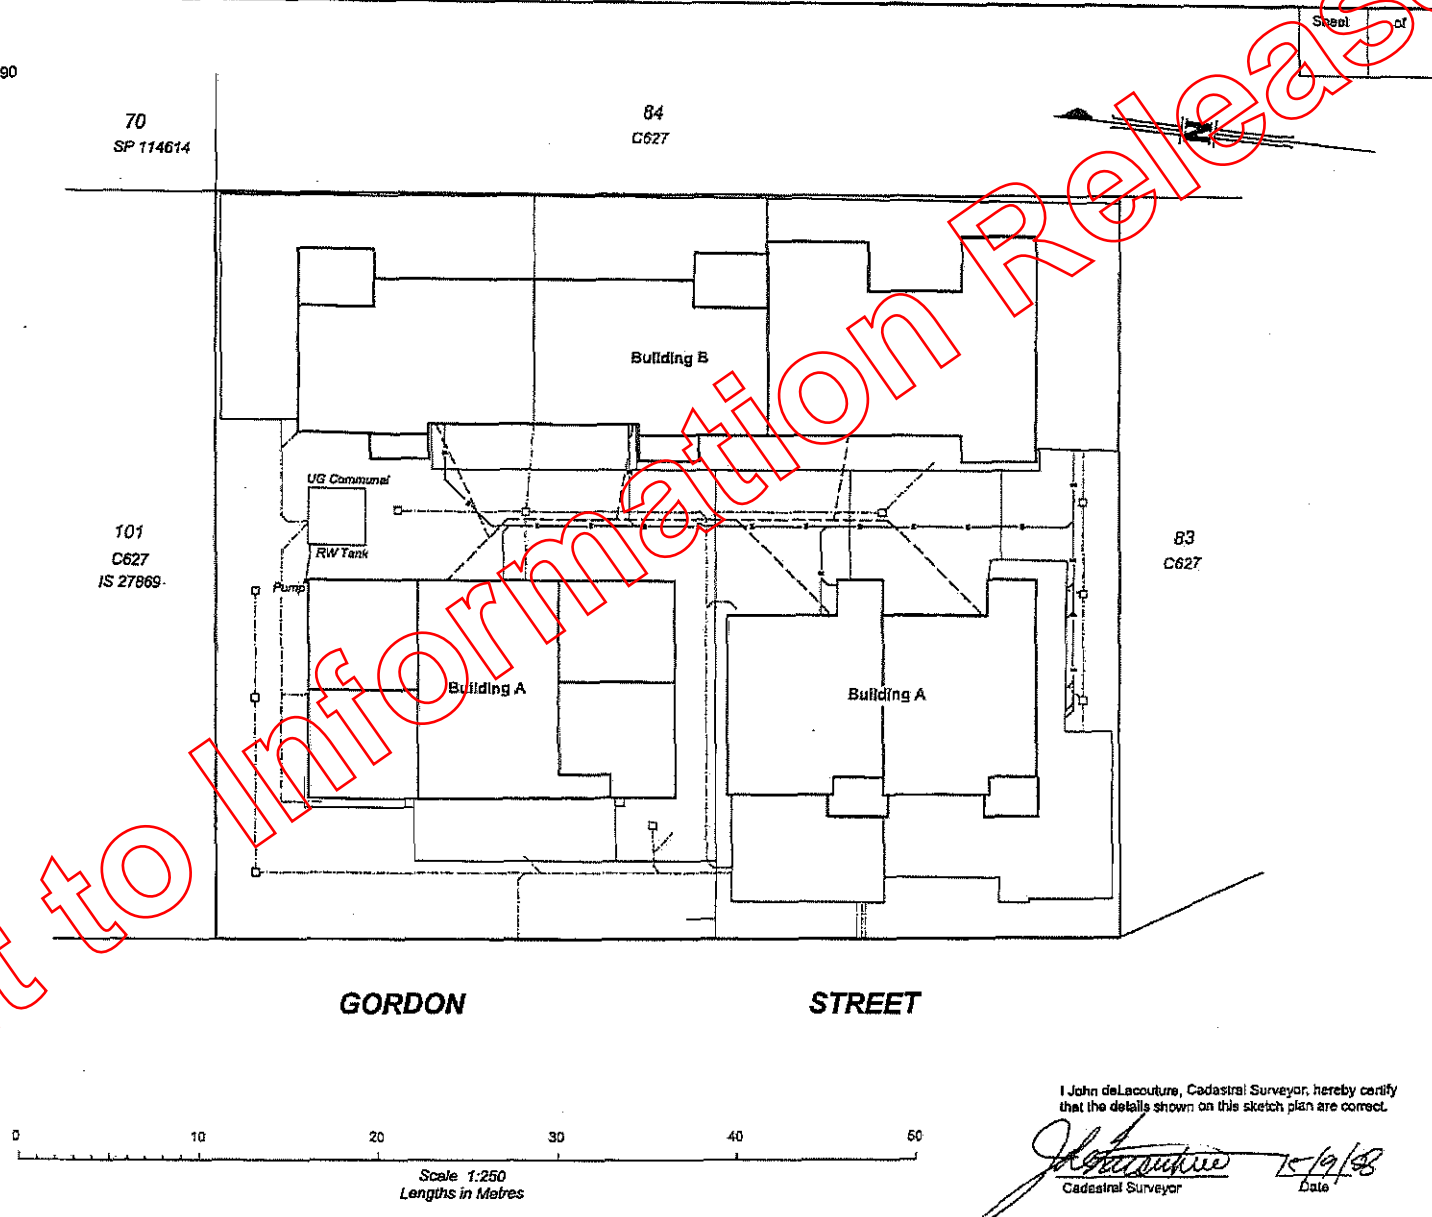 Sheet of
90
70
SP 114614
84
C627
N
Building B
UG Communal
RW Tank
101
C627
IS 27869
Pump
83
C627
Building A
Building A
t to Information Releas
GORDON STREET
I John deLacouture, Cadastral Surveyor, hereby certify
that the details shown on this sketch plan are correct.
0 10 20 30 40 50
Scale 1:250
Lengths in Metres
Cadastral Surveyor
Date